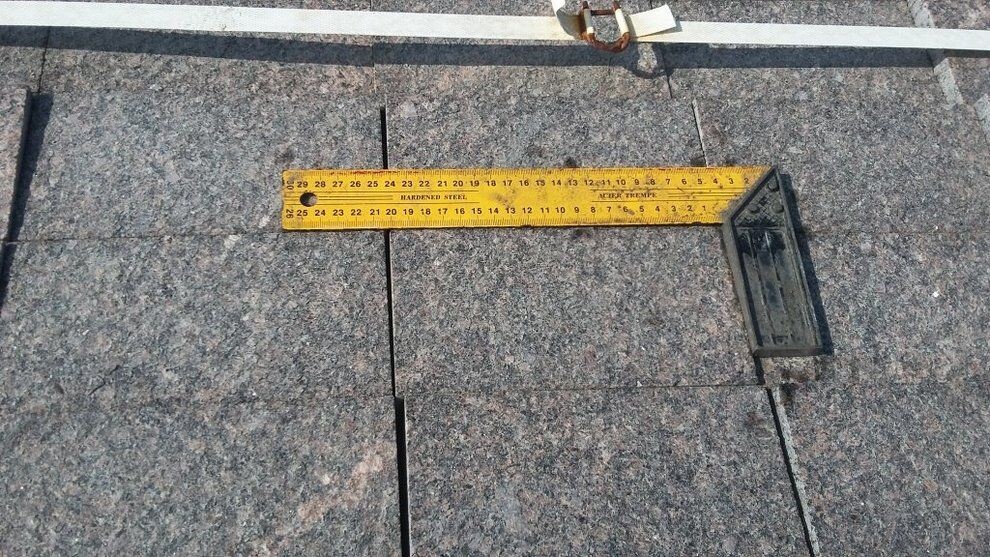 30 29 28 27 26 25 24 23 22 21 20 19 18 17 16 15 14 13 12 11 10 9 8 7 6 5 4 3 2
HARDENED STEEL ACIER TREMPE
26 25 24 23 22 21 20 19 18 17 16 15 14 13 12 11 10 9 8 7 6 5 4 3 2 1